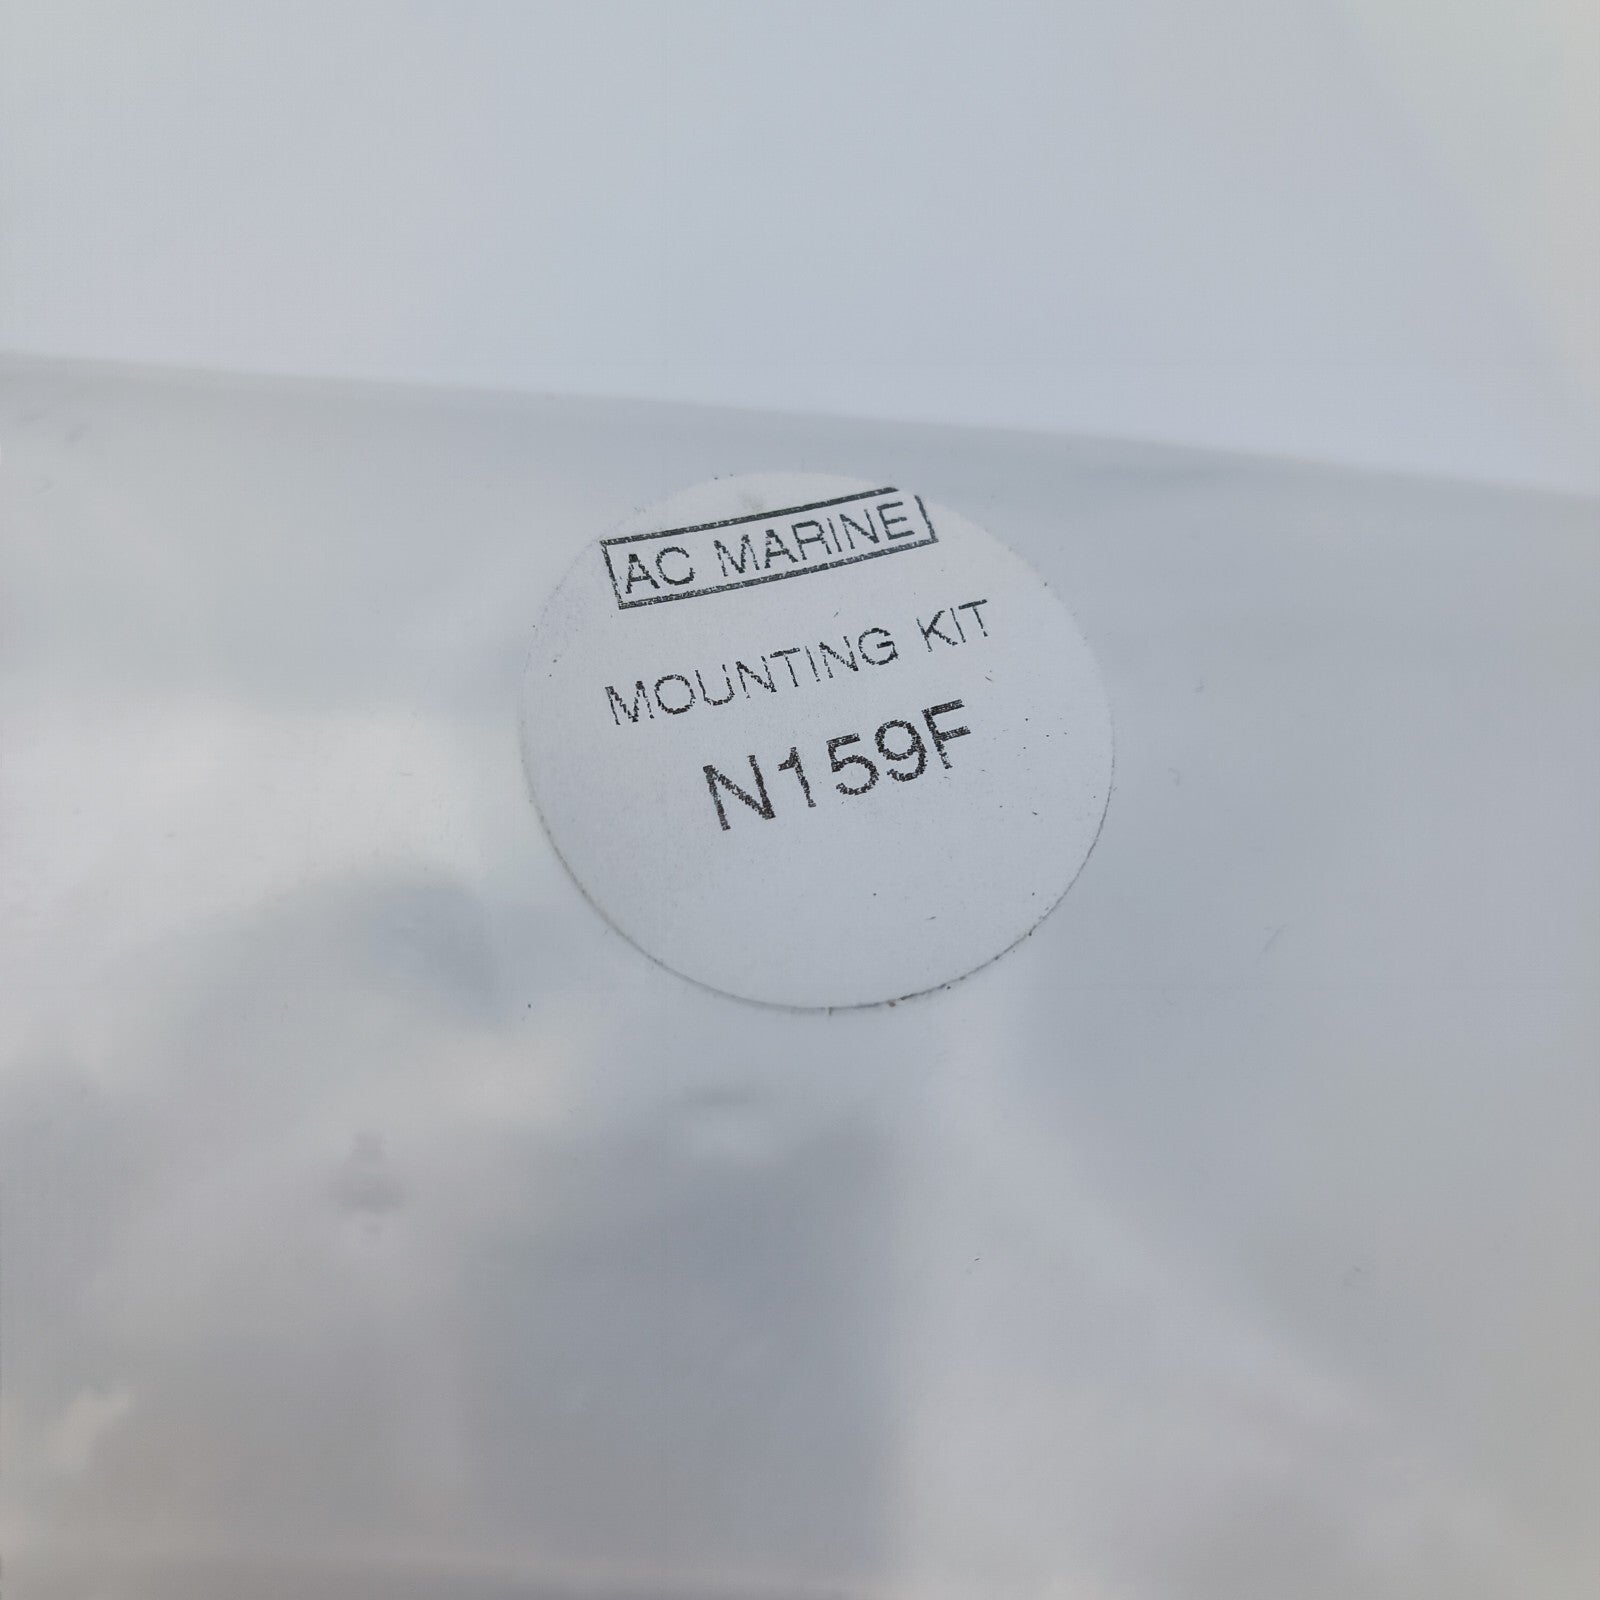 AC MARINE
MOUNTING KIT
N159F